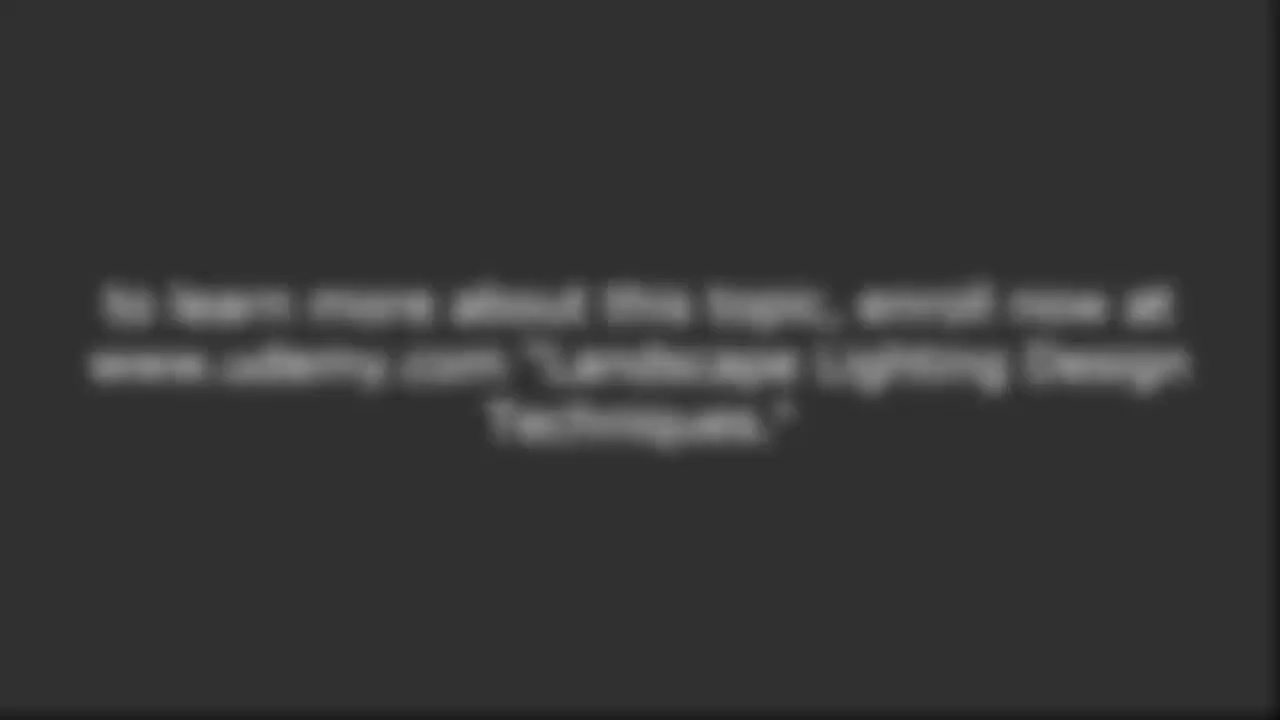 to learn more about this topic, enroll now at
www.udemy.com "Landscape Lighting Design
Techniques."